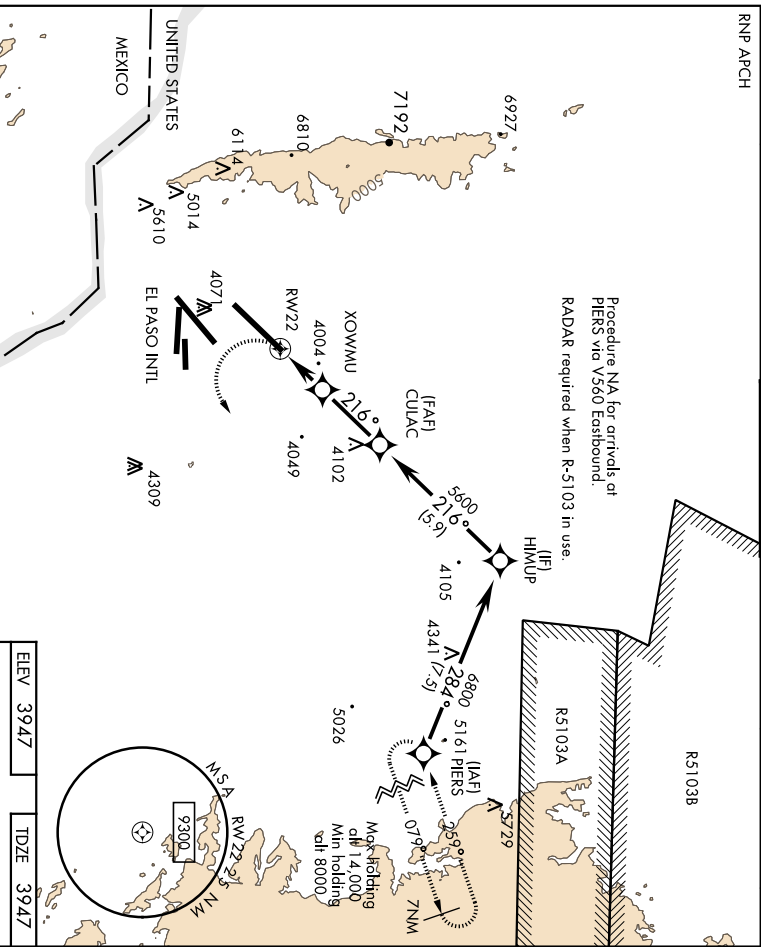 RNP APCH
UNITED STATES
MEXICO
6927
7192
6810
5000
6114
5014
5610
Procedure NA for arrivals at
PIERS via V560 Eastbound.
RADAR required when R-5103 in use.
4071
RW22
EL PASO INTL
XOWMU
4004
216°
(FAF)
CULAC
4102
4049
4309
5600
216°
(5.9)
(IF)
HIMUP
4105
6800
284°
(7.5)
4341
5026
(IAF)
PIERS
5161
5729
R5103A
R5103B
259°
079°
7NM
Max holding
alt 14,000
Min holding
alt 8000
MSA RW22 25 NM
9300
ELEV 3947
TDZE 3947